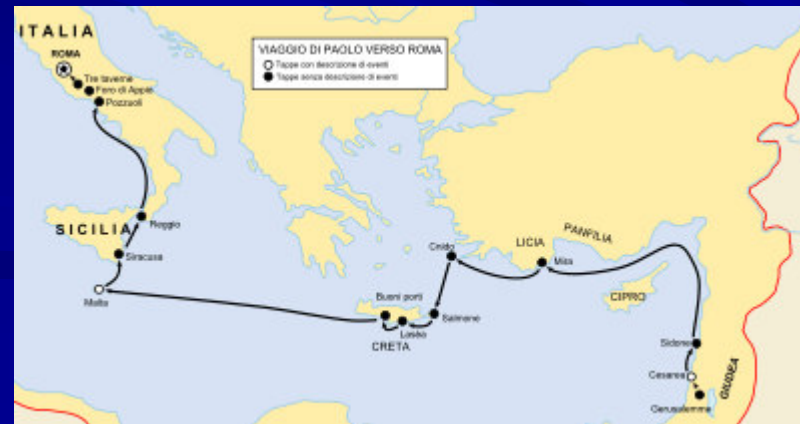 ITALIA
ROMA
Tre taverne
Foro di Appio
Pozzuoli
VIAGGIO DI PAOLO VERSO ROMA
Tappe con descrizione di eventi
Tappe senza descrizione di eventi
SICILIA
Reggio
Siracusa
Malta
Cnido
LICIA
PANFILIA
Mira
CIPRO
Buoni porti
Laséa
Salmone
CRETA
Sidone
Cesarea
GIUDEA
Gerusalemme